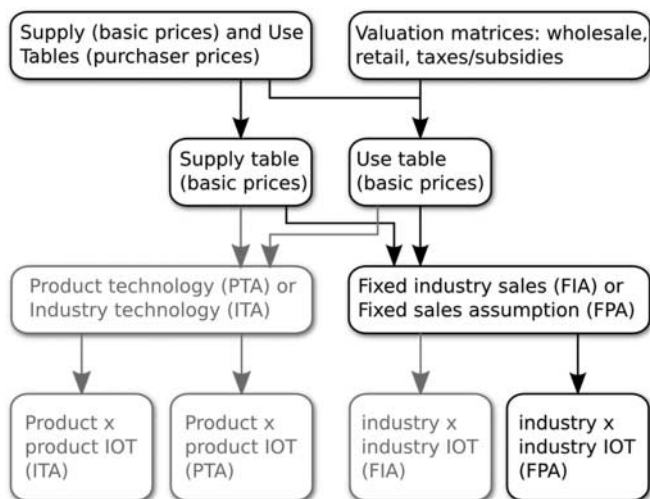 Supply (basic prices) and Use
Tables (purchaser prices)
Valuation matrices: wholesale,
retail, taxes/subsidies
Supply table
(basic prices)
Use table
(basic prices)
Product technology (PTA) or
Industry technology (ITA)
Fixed industry sales (FIA) or
Fixed sales assumption (FPA)
Product x
product IOT
(ITA)
Product x
product IOT
(PTA)
industry x
industry IOT
(FIA)
industry x
industry IOT
(FPA)